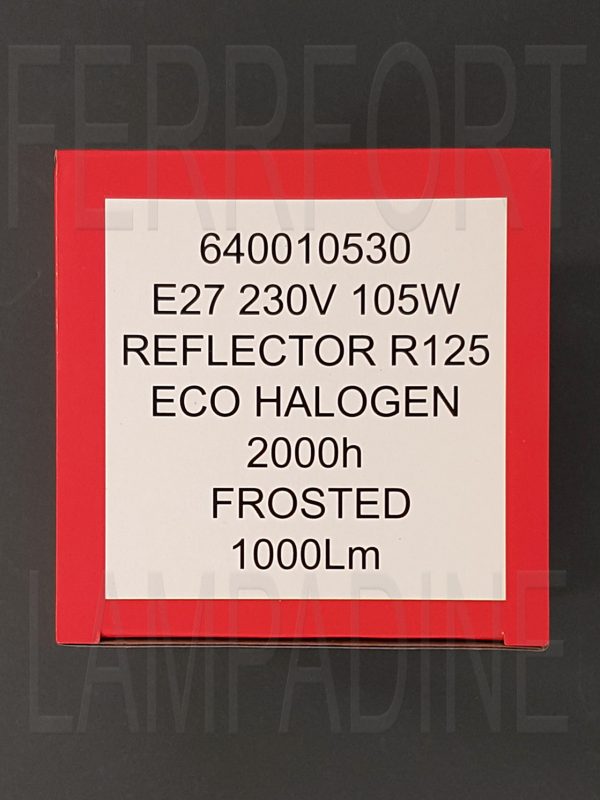 FERRFORT
640010530
E27 230V 105W
REFLECTOR R125
ECO HALOGEN
2000h
FROSTED
1000Lm
LAMPADINE